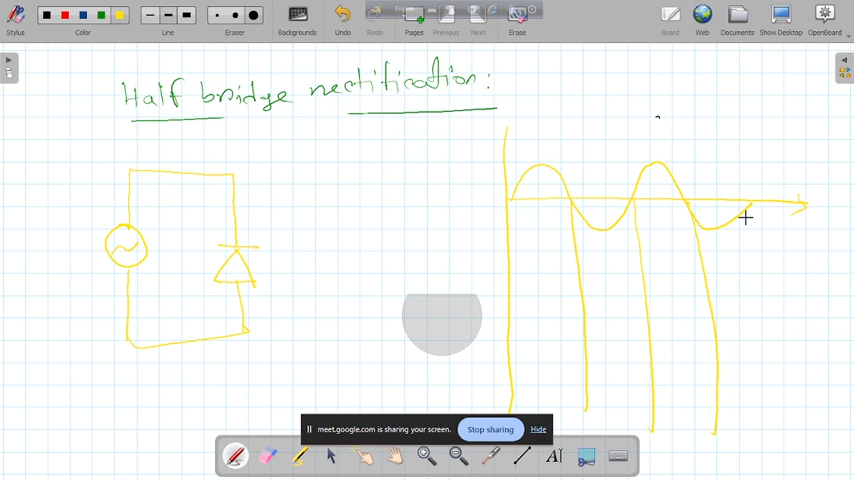 English
Stylus Color Line Eraser Backgrounds Undo Redo Pages Previous Next Erase Board Web Documents Show Desktop OpenBoard
Half bridge rectification:
meet.google.com is sharing your screen. Stop sharing Hide
A